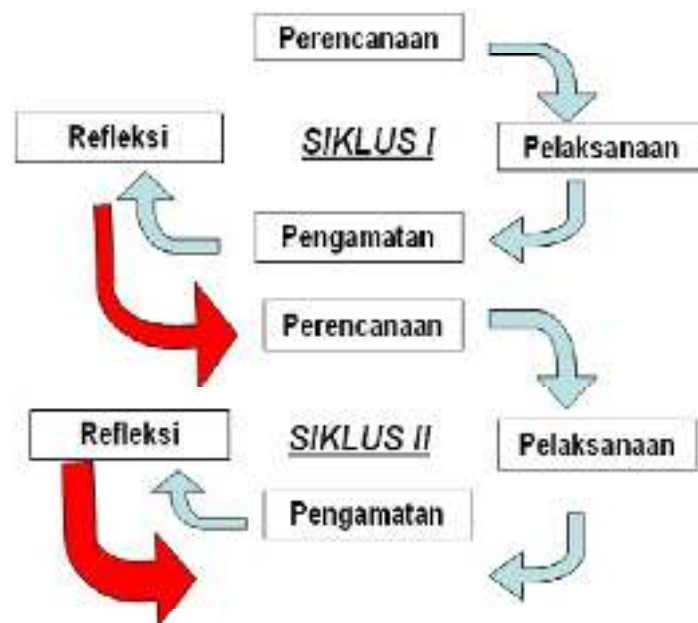 Perencanaan
Refleksi
SIKLUS I
Pelaksanaan
Pengamatan
Perencanaan
Refleksi
SIKLUS II
Pelaksanaan
Pengamatan